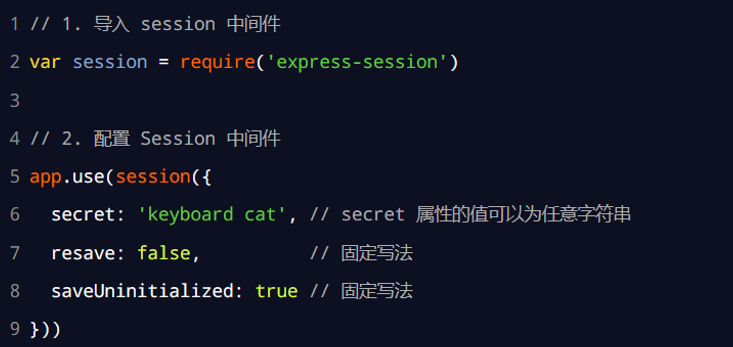 1 // 1. 导入 session 中间件
2 var session = require('express-session')
3
4 // 2. 配置 Session 中间件
5 app.use(session({
6   secret: 'keyboard cat', // secret 属性的值可以为任意字符串
7   resave: false,          // 固定写法
8   saveUninitialized: true // 固定写法
9 }))